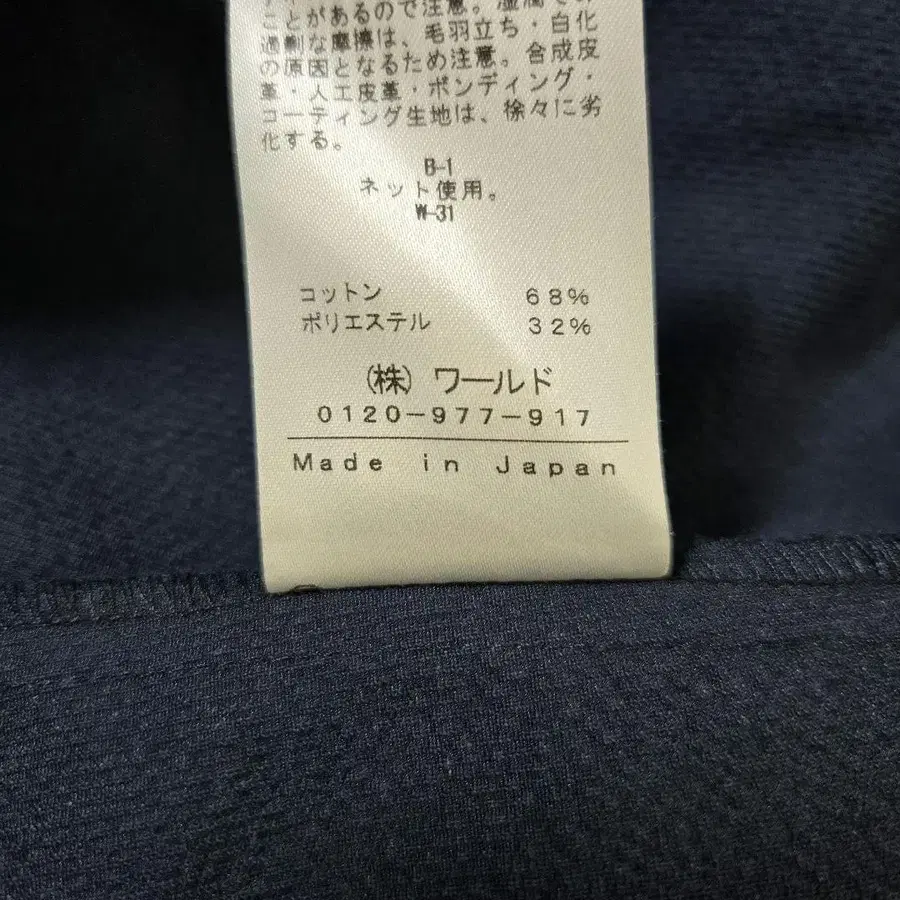 ことがあるので注意。湿潤での
過剰な摩擦は、毛羽立ち・白化
の原因となるため注意。合成皮
革・人工皮革・ボンディング・
コーティング生地は、徐々に劣
化する。
B-1
ネット使用。
W-31
コットン 68%
ポリエステル 32%
(株) ワールド
0120-977-917
Made in Japan